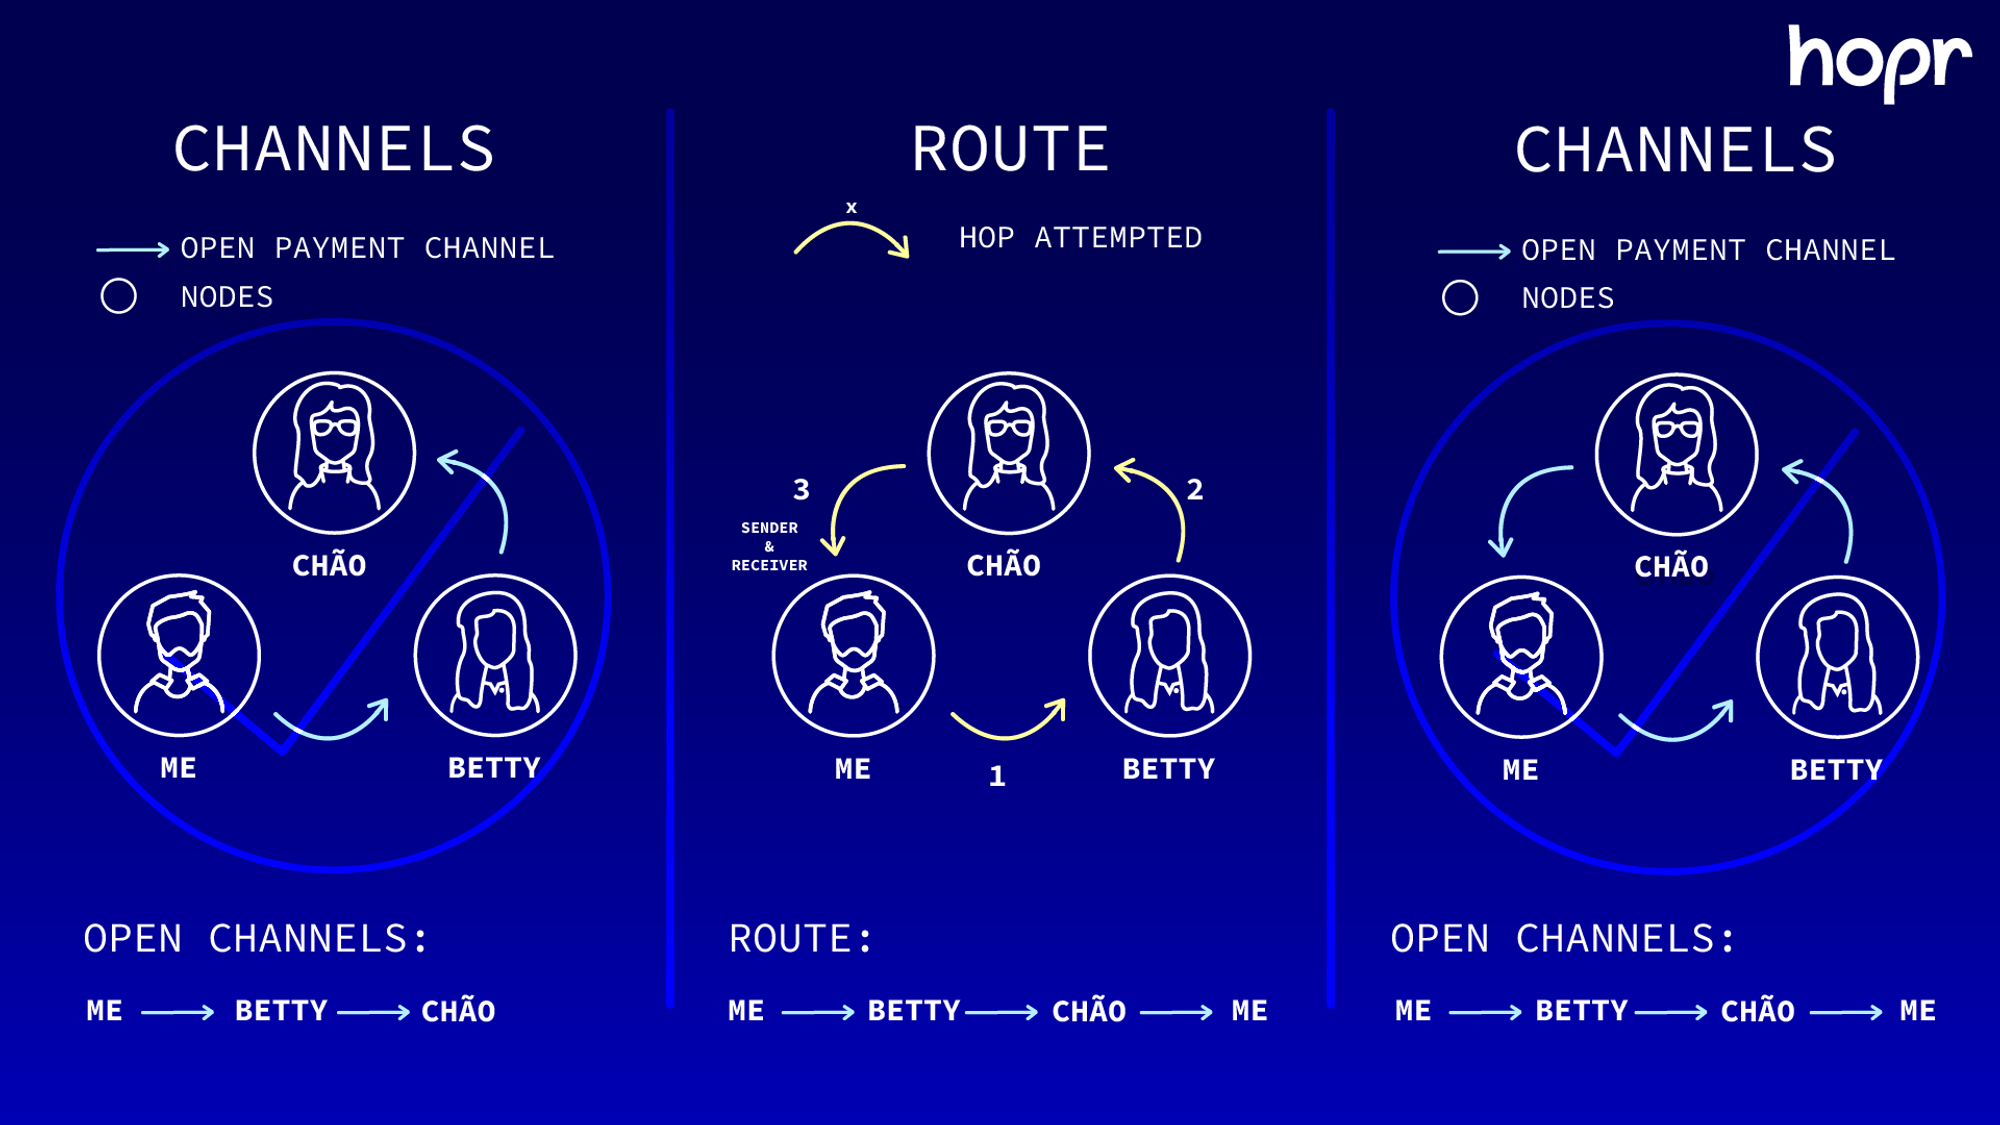 hopr
CHANNELS
OPEN PAYMENT CHANNEL
NODES
CHÃO
ME
BETTY
OPEN CHANNELS:
ME BETTY CHÃO
ROUTE
x
HOP ATTEMPTED
3
2
SENDER
&
RECEIVER
CHÃO
ME
BETTY
1
ROUTE:
ME BETTY CHÃO ME
CHANNELS
OPEN PAYMENT CHANNEL
NODES
CHÃO
ME
BETTY
OPEN CHANNELS:
ME BETTY CHÃO ME